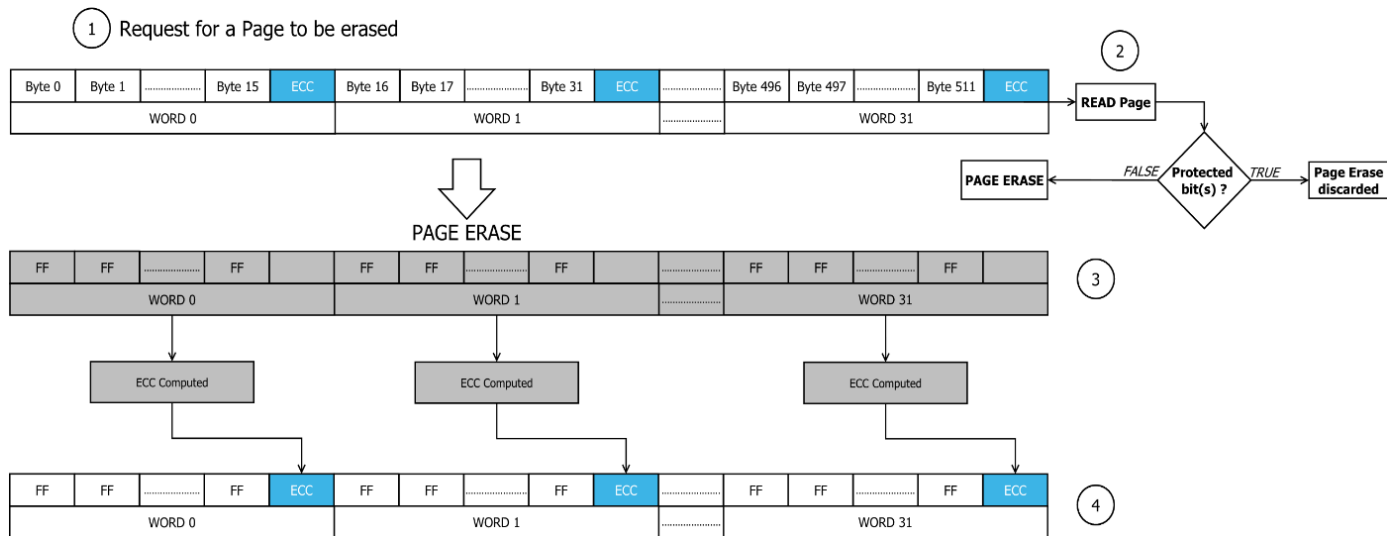 1 Request for a Page to be erased
2
Byte 0 Byte 1 ..................... Byte 15 ECC Byte 16 Byte 17 ..................... Byte 31 ECC ..................... Byte 496 Byte 497 ..................... Byte 511 ECC
WORD 0 WORD 1 ..................... WORD 31
READ Page
PAGE ERASE FALSE Protected bit(s) ? TRUE Page Erase discarded
PAGE ERASE
FF FF ..................... FF FF FF ..................... FF ..................... FF FF ..................... FF
3
WORD 0 WORD 1 ..................... WORD 31
ECC Computed ECC Computed ECC Computed
FF FF ..................... FF ECC FF FF ..................... FF ECC ..................... FF FF ..................... FF ECC
4
WORD 0 WORD 1 ..................... WORD 31